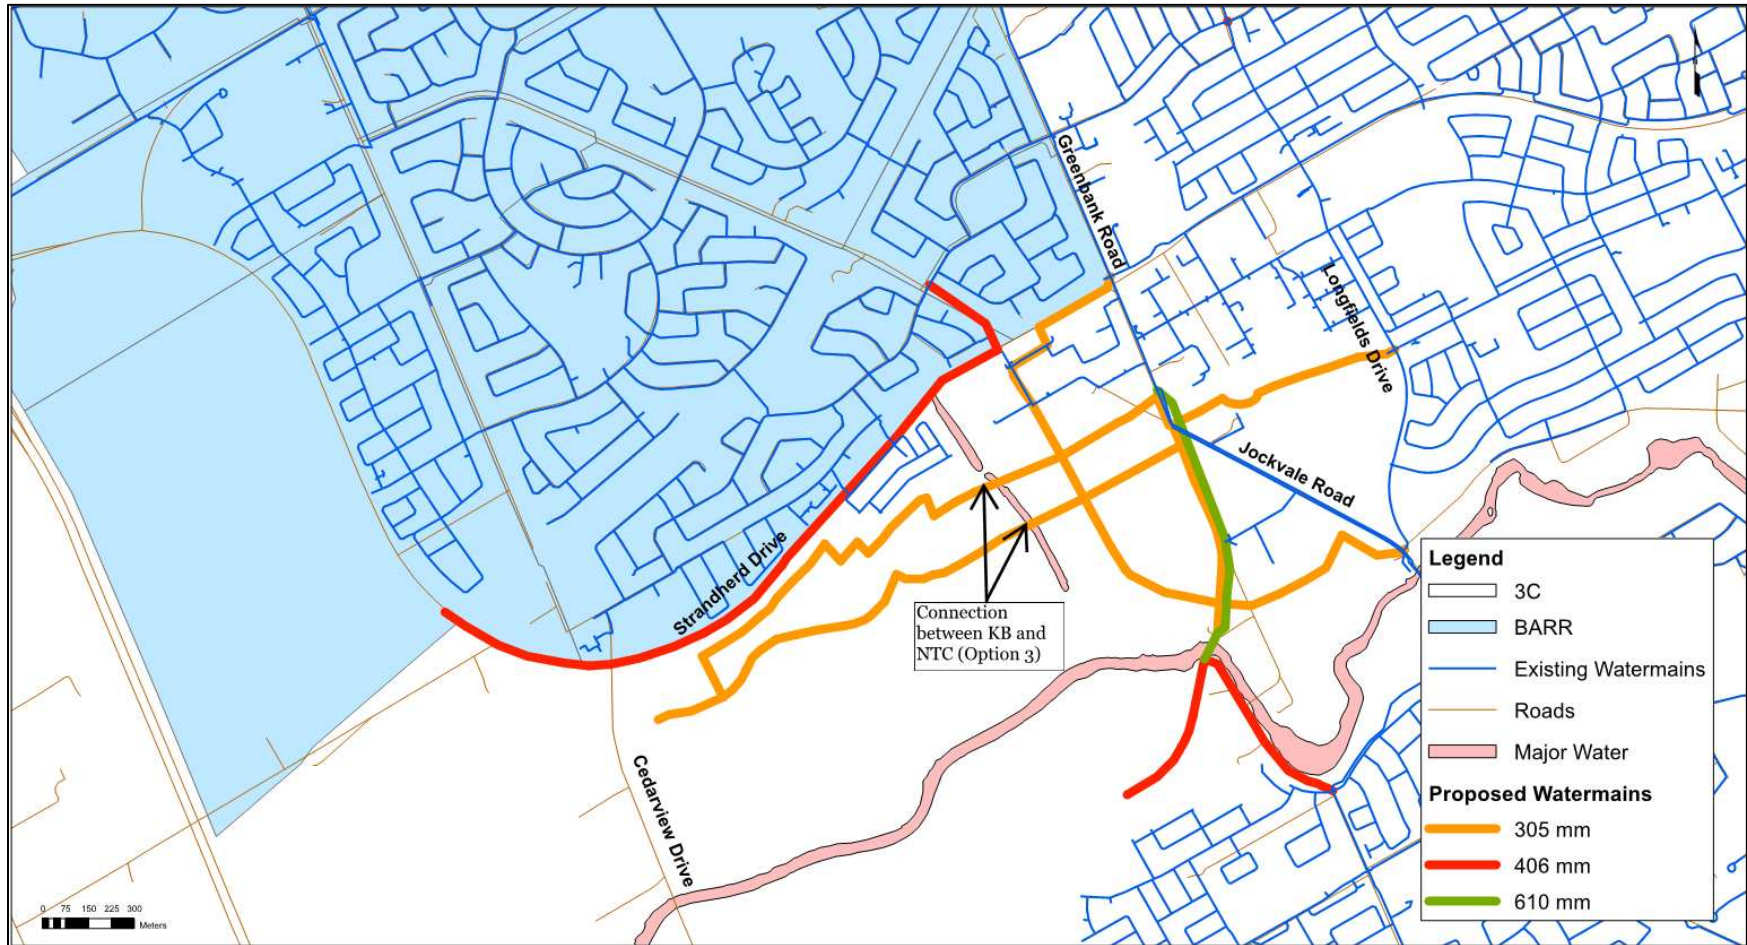 Greenbank Road
Longfields Drive
Jockvale Road
Strandherd Drive
Cedarview Drive
Connection
between KB and
NTC (Option 3)
Legend
3C
BARR
Existing Watermains
Roads
Major Water
Proposed Watermains
305 mm
406 mm
610 mm
0 75 150 225 300
Meters